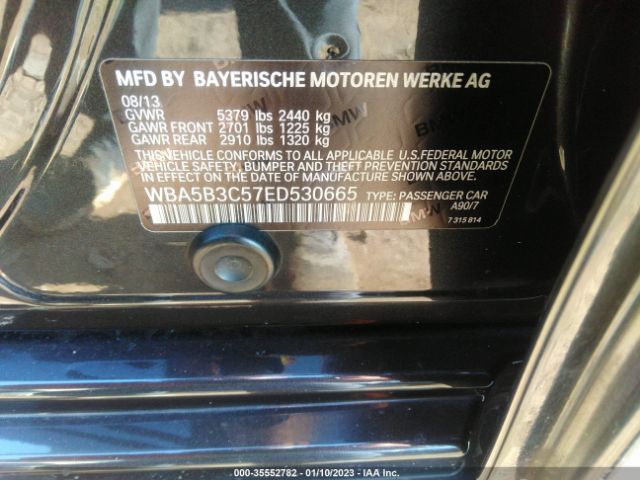 MFD BY BAYERISCHE MOTOREN WERKE AG
08/13
GVWR 5379 lbs 2440 kg
GAWR FRONT 2701 lbs 1225 kg
GAWR REAR 2910 lbs 1320 kg
THIS VEHICLE CONFORMS TO ALL APPLICABLE U.S.FEDERAL MOTOR
VEHICLE SAFETY, BUMPER AND THEFT PREVENTION STANDARDS
IN EFFECT ON THE DATE OF MANUFACTURE SHOWN ABOVE.
WBA5B3C57ED530665 TYPE: PASSENGER CAR
A90/7
7 315 814
000-35552782 - 01/10/2023 - IAA Inc.